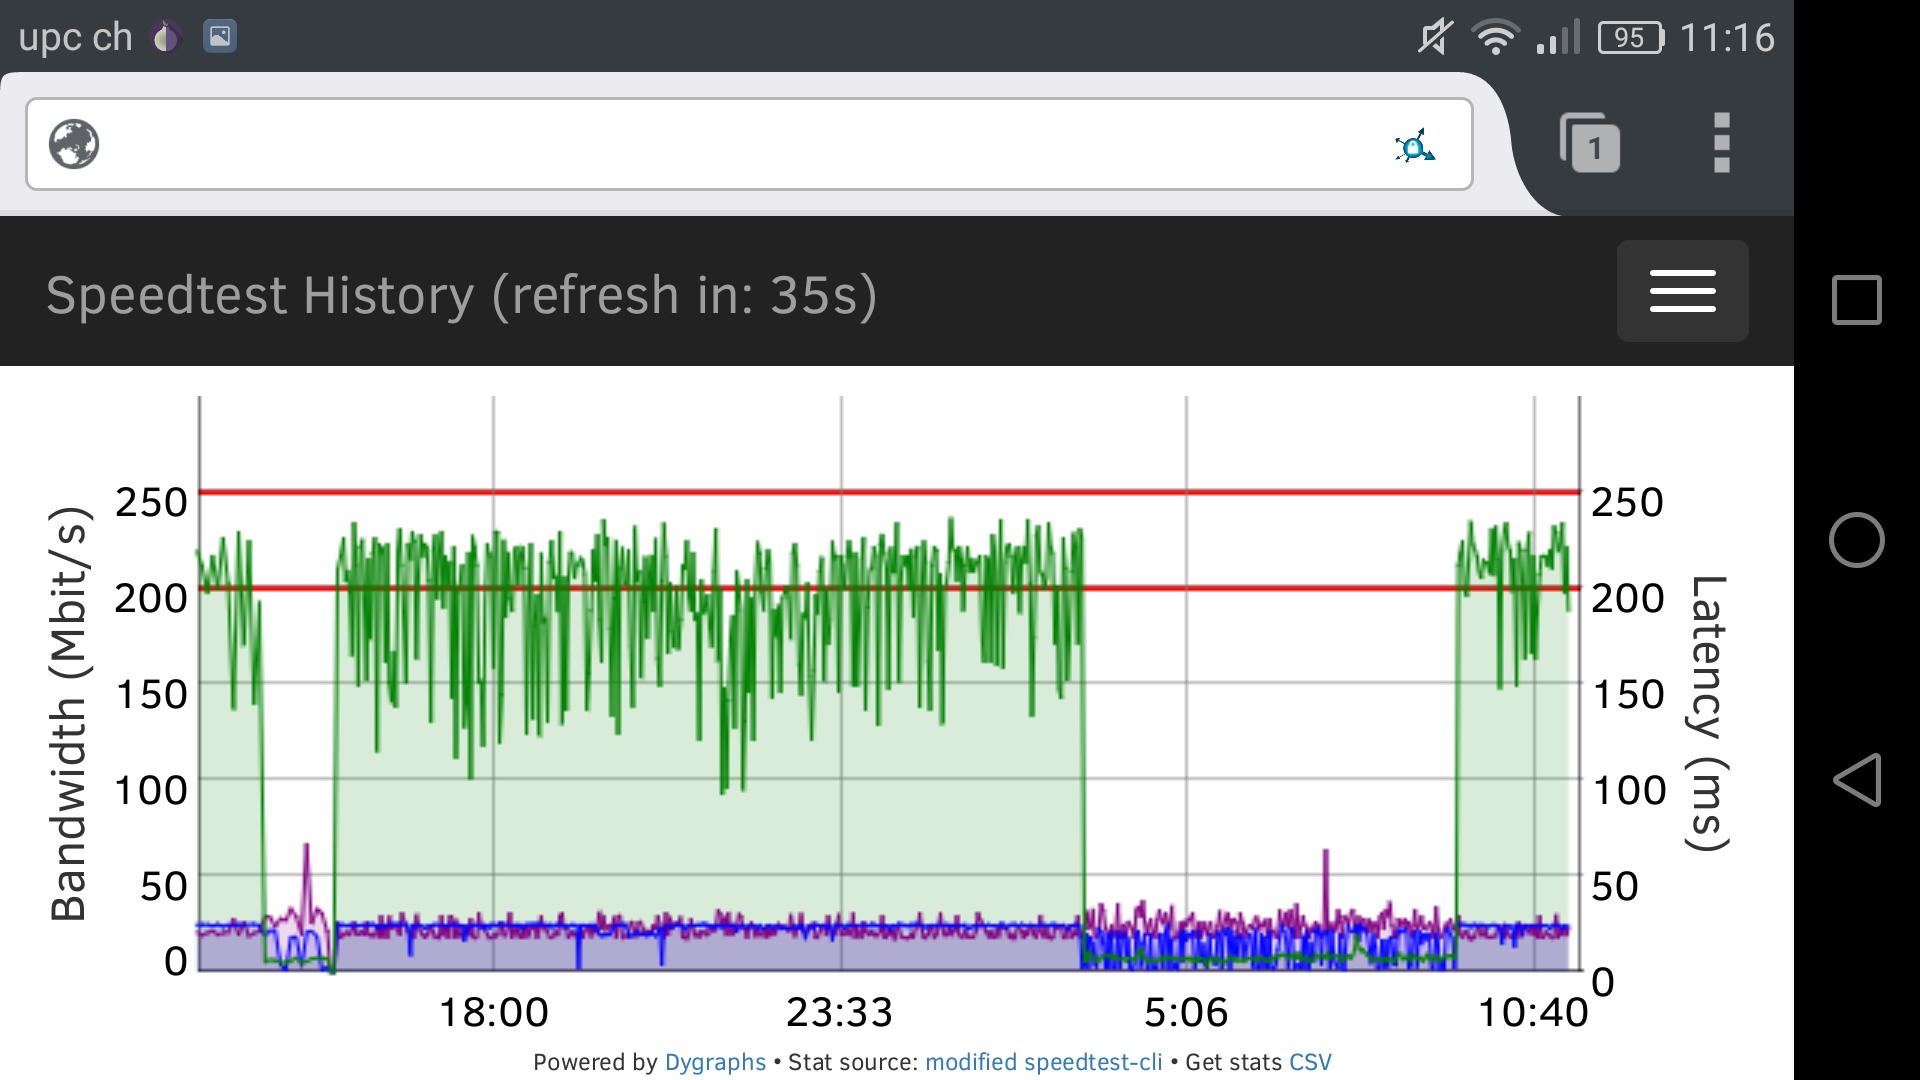 upc ch 95 11:16
1
Speedtest History (refresh in: 35s)
Bandwidth (Mbit/s)
250
200
150
100
50
0
250
200
150
100
50
0
Latency (ms)
18:00 23:33 5:06 10:40
Powered by Dygraphs • Stat source: modified speedtest-cli • Get stats CSV